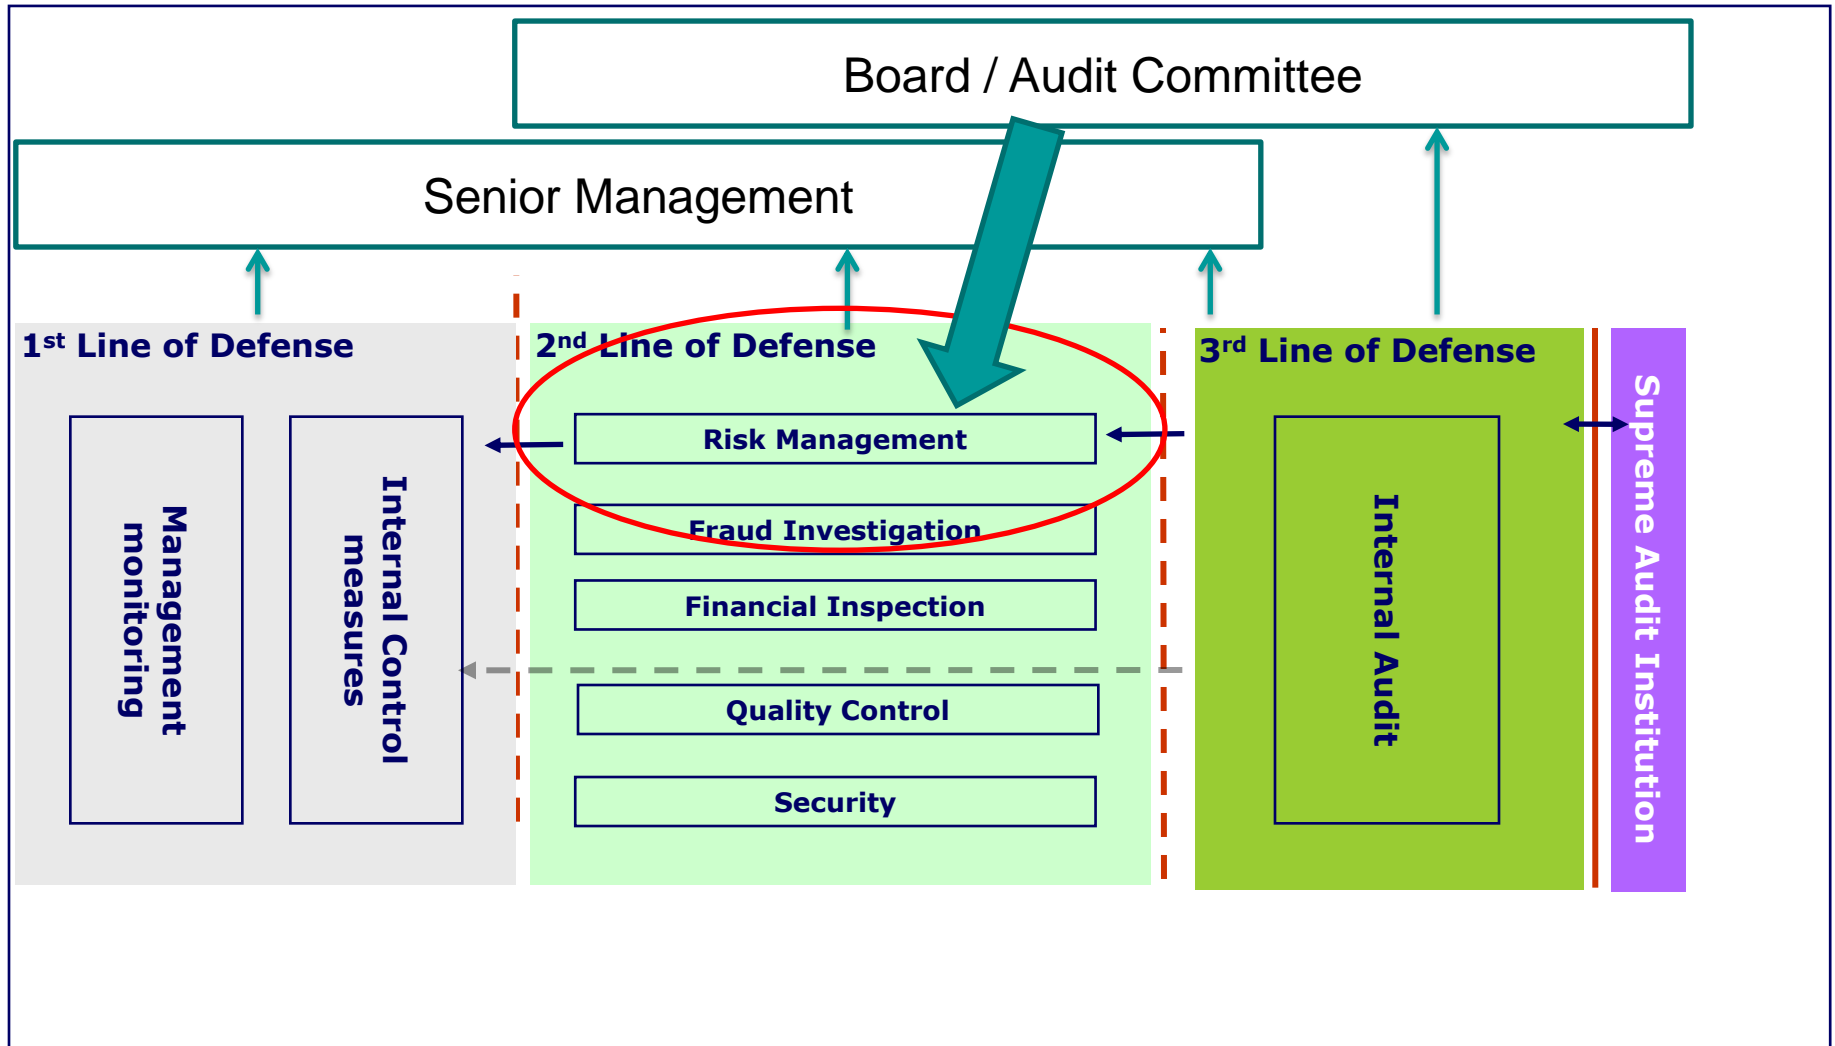 Board / Audit Committee
Senior Management
1st Line of Defense
Management
monitoring
Internal Control
measures
2nd Line of Defense
Risk Management
Fraud Investigation
Financial Inspection
Quality Control
Security
3rd Line of Defense
Internal Audit
Supreme Audit Institution